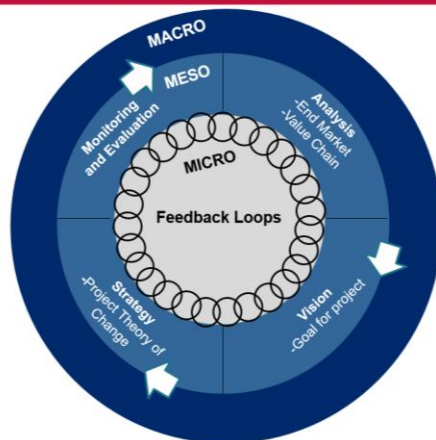 MACRO
MESO
Monitoring
and Evaluation
Analysis
-End Market
-Value Chain
MICRO
Feedback Loops
Strategy
-Project Theory of
Change
Vision
-Goal for project